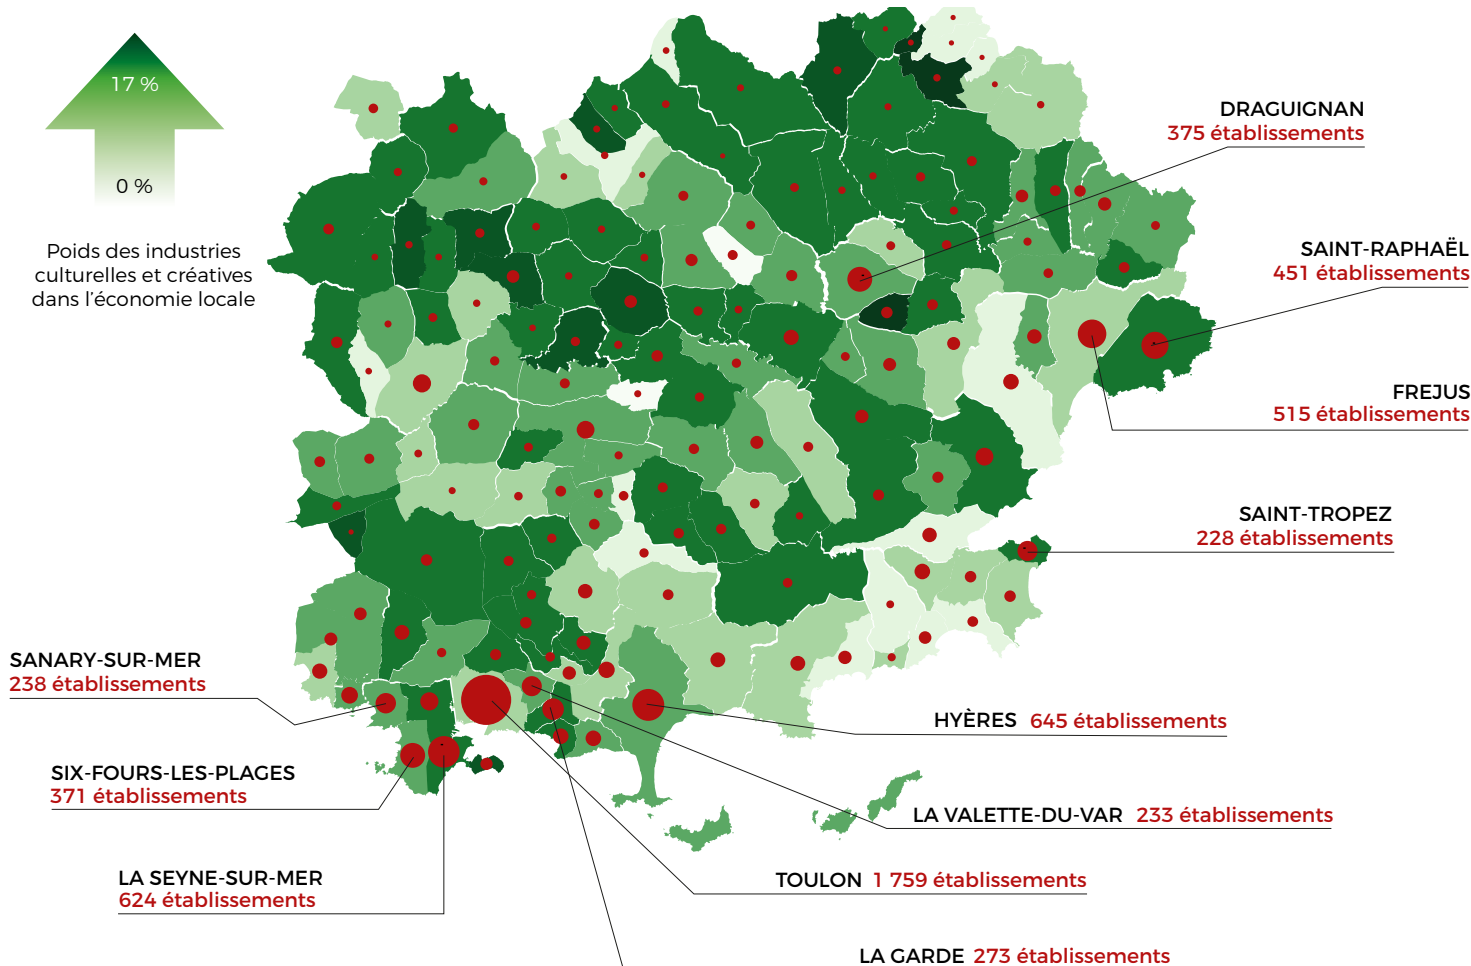 17 %
0 %
Poids des industries
culturelles et créatives
dans l'économie locale
DRAGUIGNAN
375 établissements
SAINT-RAPHAËL
451 établissements
FREJUS
515 établissements
SAINT-TROPEZ
228 établissements
SANARY-SUR-MER
238 établissements
HYÈRES 645 établissements
SIX-FOURS-LES-PLAGES
371 établissements
LA VALETTE-DU-VAR 233 établissements
LA SEYNE-SUR-MER
624 établissements
TOULON 1 759 établissements
LA GARDE 273 établissements